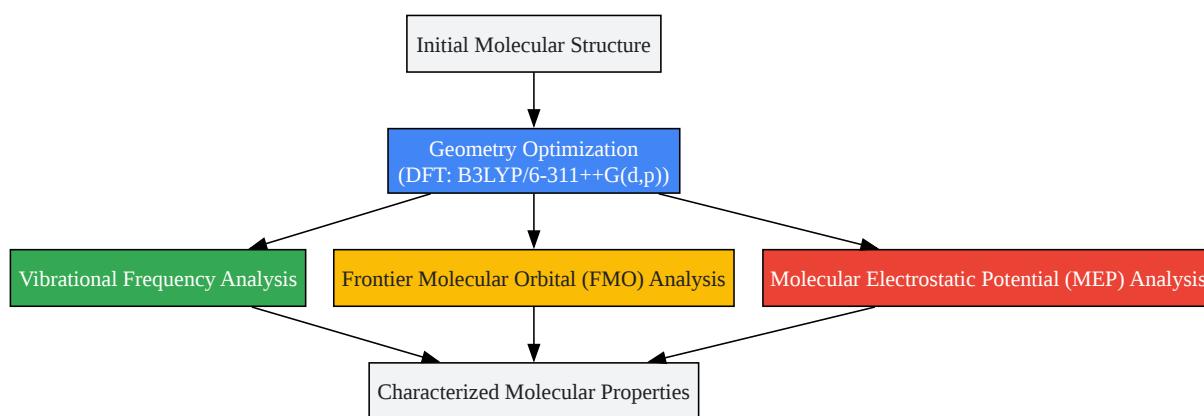 Initial Molecular Structure
Geometry Optimization
(DFT: B3LYP/6-311++G(d,p))
Vibrational Frequency Analysis
Frontier Molecular Orbital (FMO) Analysis
Molecular Electrostatic Potential (MEP) Analysis
Characterized Molecular Properties